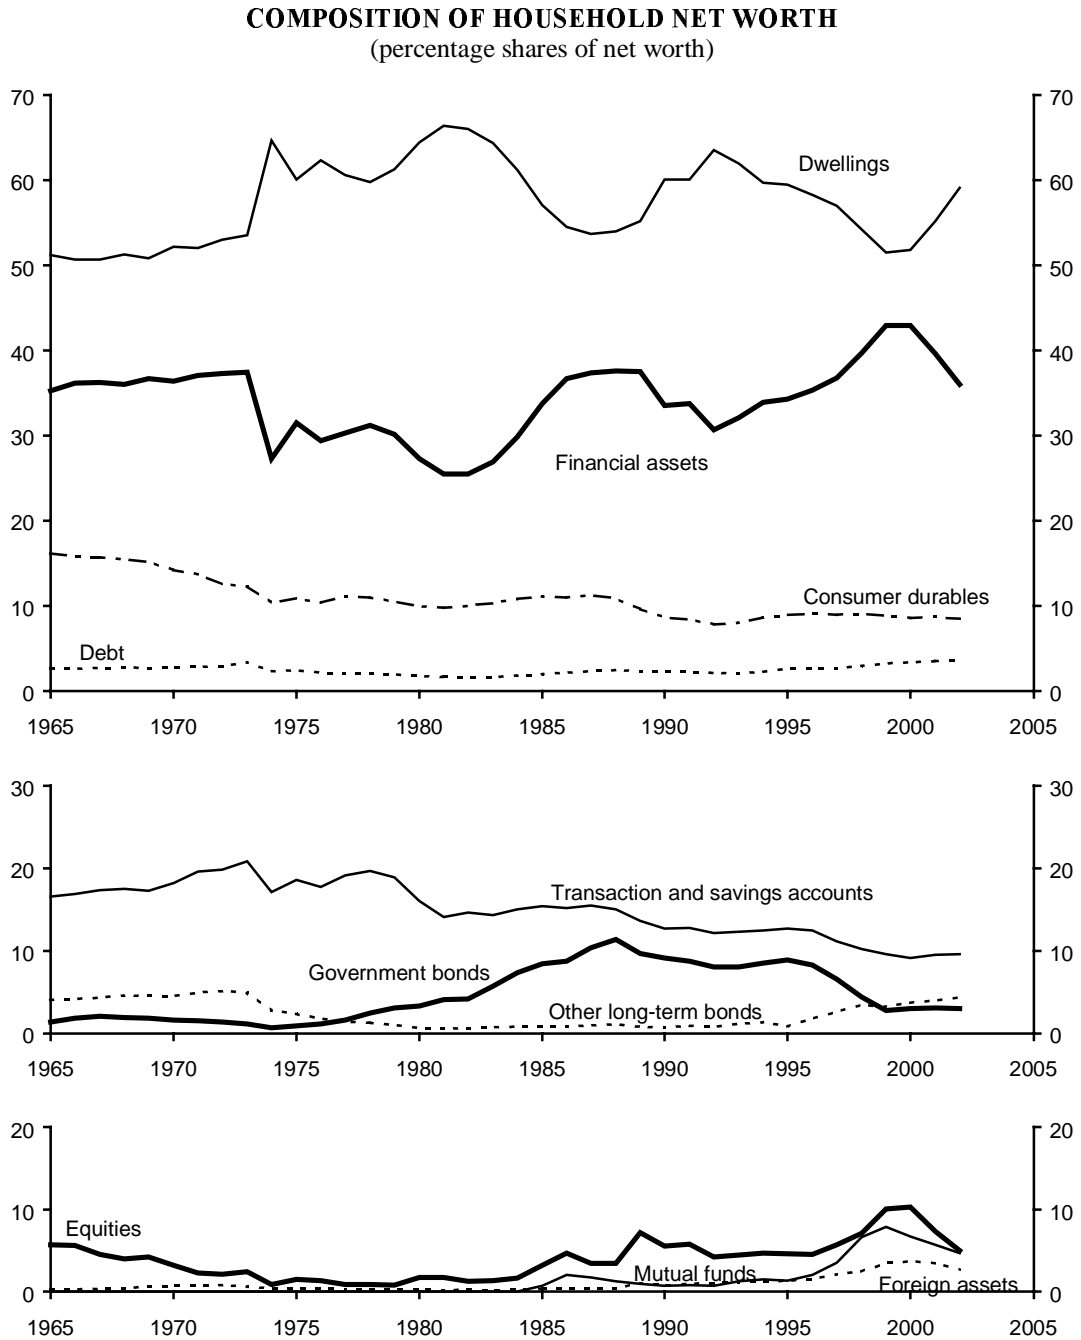 COMPOSITION OF HOUSEHOLD NET WORTH
(percentage shares of net worth)
70 70
Dwellings
60 60
50 50
40 40
30 30
Financial assets
20 20
Consumer durables
10 10
Debt
0 0
1965 1970 1975 1980 1985 1990 1995 2000 2005
30 30
20 20
Transaction and savings accounts
10 10
Government bonds
Other long-term bonds
0 0
1965 1970 1975 1980 1985 1990 1995 2000 2005
20 20
10 10
Equities
Mutual funds
Foreign assets
0 0
1965 1970 1975 1980 1985 1990 1995 2000 2005